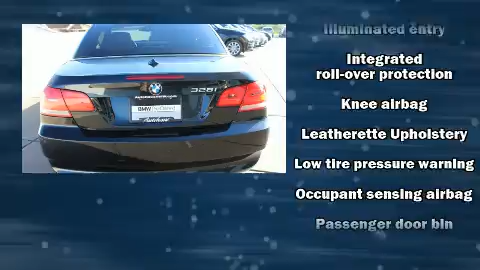 328i
BMW
Illuminated entry
Integrated
roll-over protection
Knee airbag
Leatherette Upholstery
Low tire pressure warning
Occupant sensing airbag
Passenger door bin